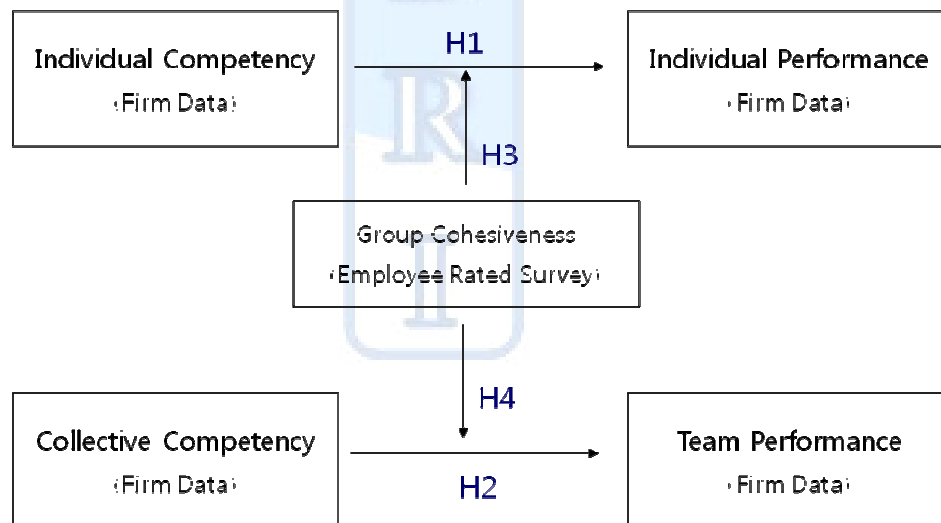 H1
Individual Competency
(Firm Data)
Individual Performance
(Firm Data)
H3
Group Cohesiveness
(Employee Rated Survey)
H4
Collective Competency
(Firm Data)
Team Performance
(Firm Data)
H2
R
I